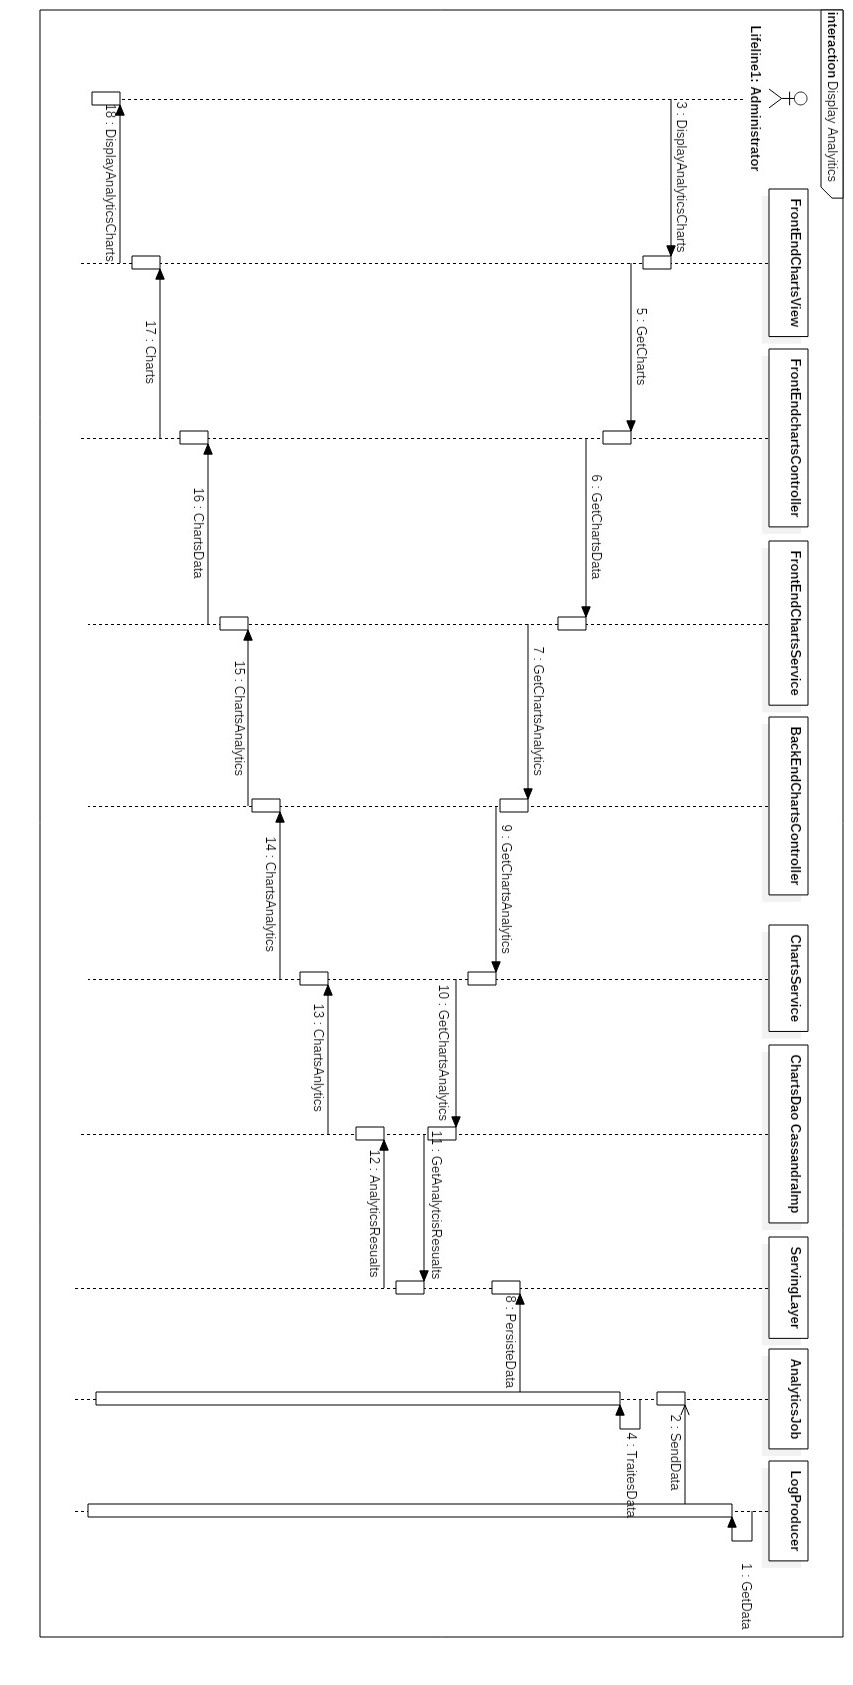 interaction Display Analyitics
Lifeline1: Administrator
FrontEndChartsView
FrontEndchartsController
FrontEndChartsService
BackEndChartsController
ChartsService
ChartsDao CassandraImp
ServingLayer
AnalyticsJob
LogProducer
1 : GetData
2 : SendData
3 : DisplayAnalyticsCharts
4 : TraitesData
5 : GetCharts
6 : GetChartsData
7 : GetChartsAnalytics
8 : PersisteData
9 : GetChartsAnalytics
10 : GetChartsAnalytics
11 : GetAnalytcisResualts
12 : AnalyticsResualts
13 : ChartsAnlytics
14 : ChartsAnalytics
15 : ChartsAnalytics
16 : ChartsData
17 : Charts
18 : DisplayAnalyticsCharts